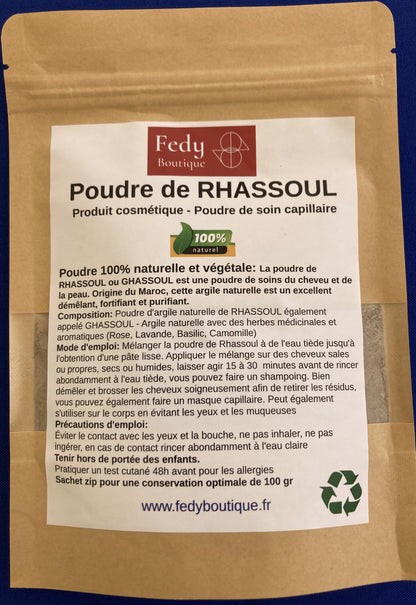 Fedy
Boutique
Poudre de RHASSOUL
Produit cosmétique - Poudre de soin capillaire
100%
naturel
Poudre 100% naturelle et végétale: La poudre de
RHASSOUL ou GHASSOUL est une poudre de soins du cheveu et de
la peau. Origine du Maroc, cette argile naturelle est un excellent
démêlant, fortifiant et purifiant.
Composition: Poudre d'argile naturelle de RHASSOUL également
appelé GHASSOUL - Argile naturelle avec des herbes médicinales et
aromatiques (Rose, Lavande, Basilic, Camomille)
Mode d'emploi: Mélanger la poudre de Rhassoul à de l'eau tiède jusqu'à
l'obtention d'une pâte lisse. Appliquer le mélange sur des cheveux sales
ou propres, secs ou humides, laisser agir 15 à 30 minutes avant de rincer
abondamment à l'eau tiède, vous pouvez faire un shampoing. Bien
démêler et brosser les cheveux soigneusement afin de retirer les résidus,
vous pouvez également faire un masque capillaire. Peut également
s'utiliser sur le corps en évitant les yeux et les muqueuses
Précautions d'emploi:
Éviter le contact avec les yeux et la bouche, ne pas inhaler, ne pas
ingérer, en cas de contact rincer abondamment à l'eau claire
Tenir hors de portée des enfants.
Pratiquer un test cutané 48h avant pour les allergies
Sachet zip pour une conservation optimale de 100 gr
www.fedyboutique.fr